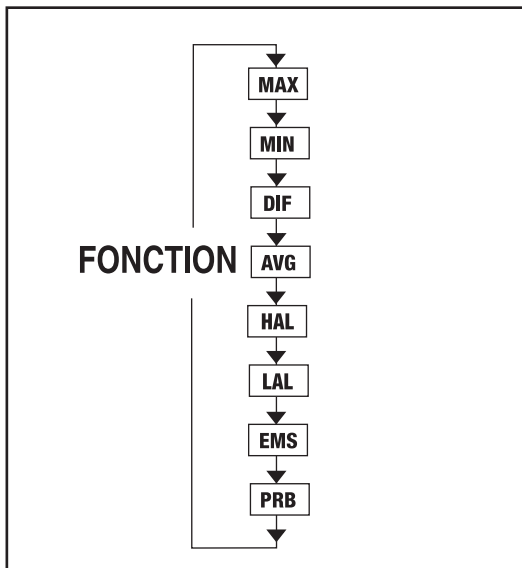 MAX
MIN
DIF
FONCTION AVG
HAL
LAL
EMS
PRB